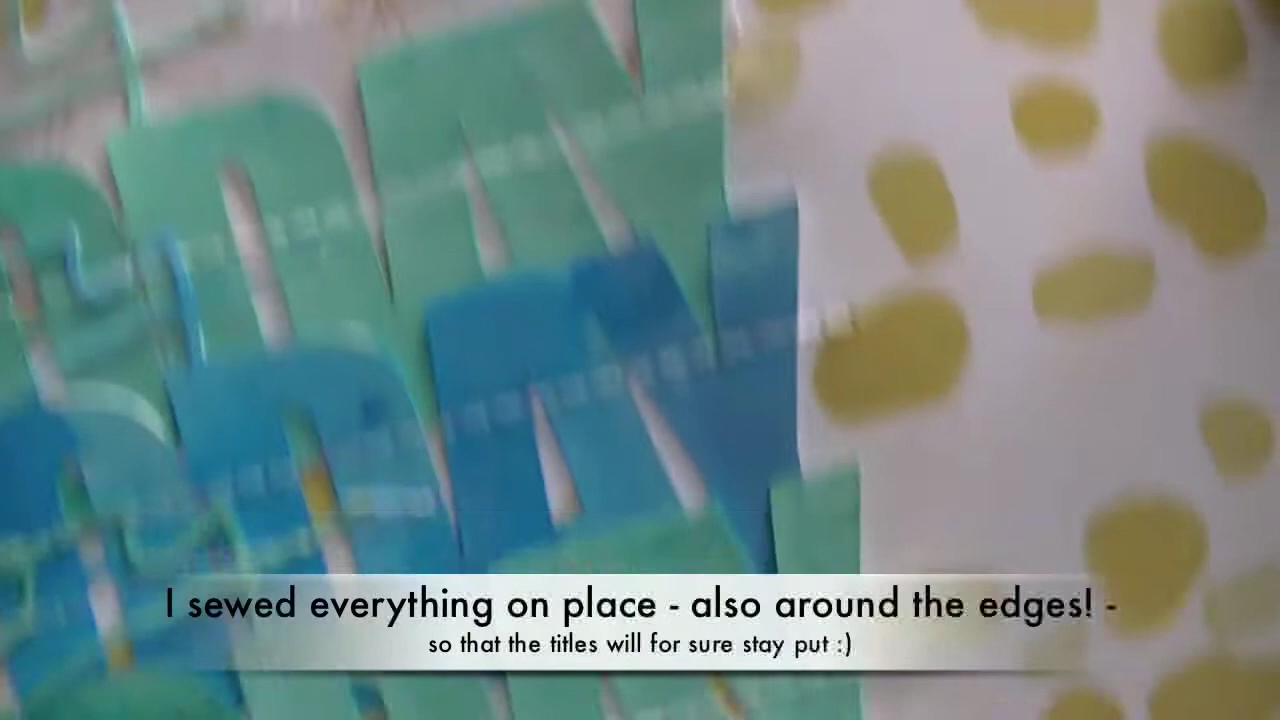 I sewed everything on place - also around the edges! -
so that the titles will for sure stay put :)